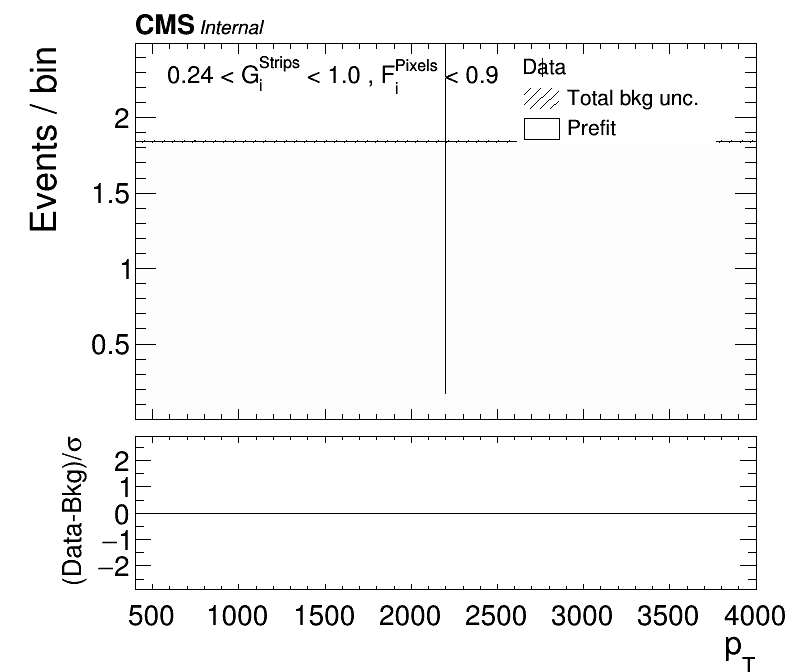 CMS Internal
0.24 < G_i^Strips < 1.0 , F_i^Pixels < 0.9
Data
Total bkg unc.
Prefit
Events / bin
2
1.5
1
0.5
(Data-Bkg)/σ
2
1
0
−1
−2
500 1000 1500 2000 2500 3000 3500 4000
p_T